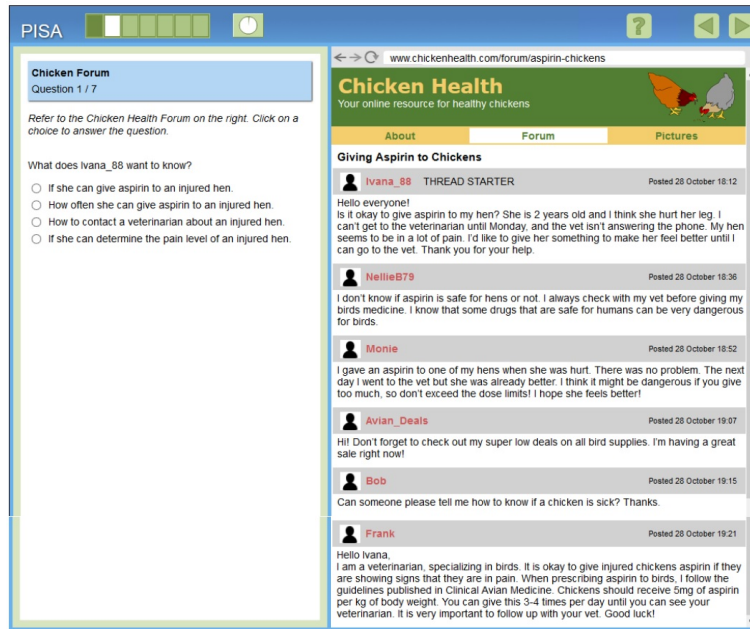 PISA
?
Chicken Forum
Question 1 / 7
Refer to the Chicken Health Forum on the right. Click on a
choice to answer the question.
What does Ivana_88 want to know?
If she can give aspirin to an injured hen.
How often she can give aspirin to an injured hen.
How to contact a veterinarian about an injured hen.
If she can determine the pain level of an injured hen.
www.chickenhealth.com/forum/aspirin-chickens
Chicken Health
Your online resource for healthy chickens
About Forum Pictures
Giving Aspirin to Chickens
Ivana_88 THREAD STARTER Posted 28 October 18:12
Hello everyone!
Is it okay to give aspirin to my hen? She is 2 years old and I think she hurt her leg. I
can't get to the veterinarian until Monday, and the vet isn't answering the phone. My hen
seems to be in a lot of pain. I'd like to give her something to make her feel better until I
can go to the vet. Thank you for your help.
NellieB79 Posted 28 October 18:36
I don't know if aspirin is safe for hens or not. I always check with my vet before giving my
birds medicine. I know that some drugs that are safe for humans can be very dangerous
for birds.
Monie Posted 28 October 18:52
I gave an aspirin to one of my hens when she was hurt. There was no problem. The next
day I went to the vet but she was already better. I think it might be dangerous if you give
too much, so don't exceed the dose limits! I hope she feels better!
Avian_Deals Posted 28 October 19:07
Hi! Don't forget to check out my super low deals on all bird supplies. I'm having a great
sale right now!
Bob Posted 28 October 19:15
Can someone please tell me how to know if a chicken is sick? Thanks.
Frank Posted 28 October 19:21
Hello Ivana,
I am a veterinarian, specializing in birds. It is okay to give injured chickens aspirin if they
are showing signs that they are in pain. When prescribing aspirin to birds, I follow the
guidelines published in Clinical Avian Medicine. Chickens should receive 5mg of aspirin
per kg of body weight. You can give this 3-4 times per day until you can see your
veterinarian. It is very important to follow up with your vet. Good luck!